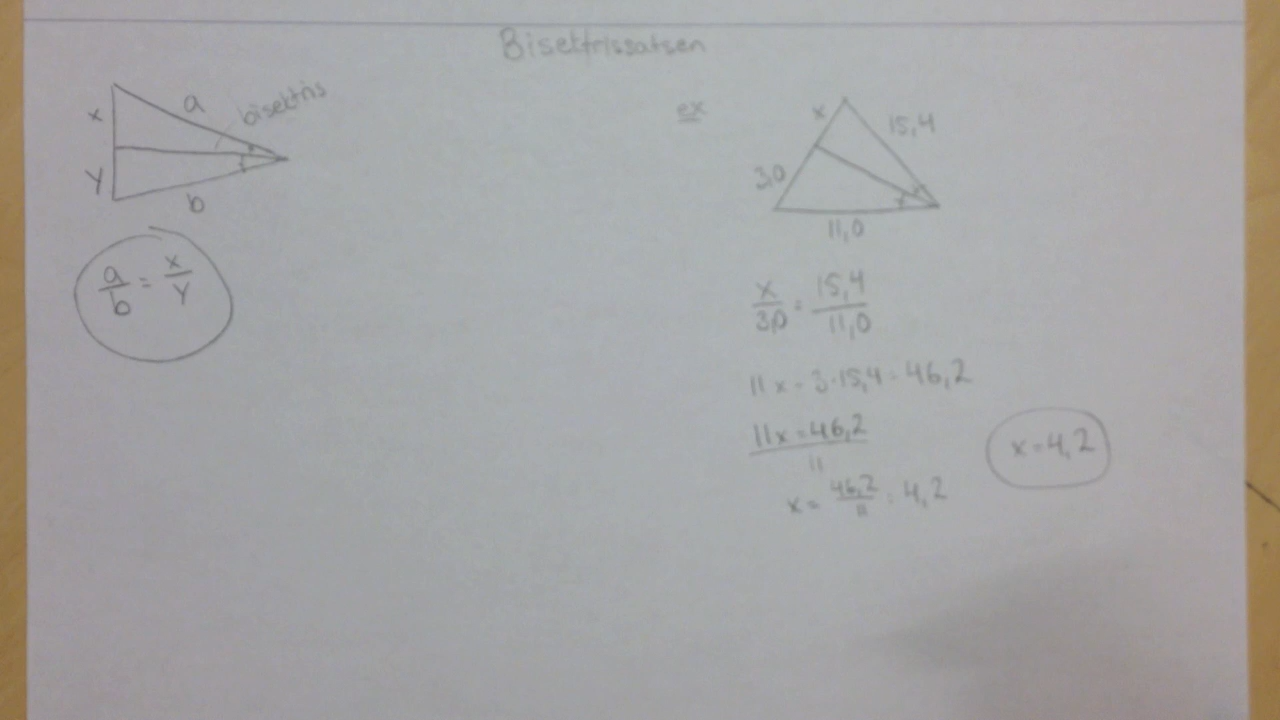 Bisektrissatsen
x
a
bisektris
y
b
a/b = x/y
ex
x
15,4
3,0
11,0
x/3,0 = 15,4/11,0
11x = 3·15,4 = 46,2
11x = 46,2
11
x = 46,2/11 = 4,2
x = 4,2